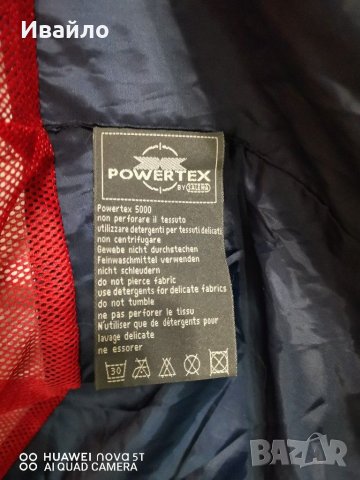 Ивайло
POWERTEX
BY CALEMA
Powertex 5000
non perforare il tessuto
utilizzare detergenti per tessuti delicati
non centrifugare
Gewebe nicht durchstechen
Feinwaschmittel verwenden
nicht schleudern
do not pierce fabric
use detergents for delicate fabrics
do not tumble
ne pas perforer le tissu
N'utiliser que de détergents pour
lavage delicate
ne essorer
30
HUAWEI nova 5T
AI QUAD CAMERA
BAZAR